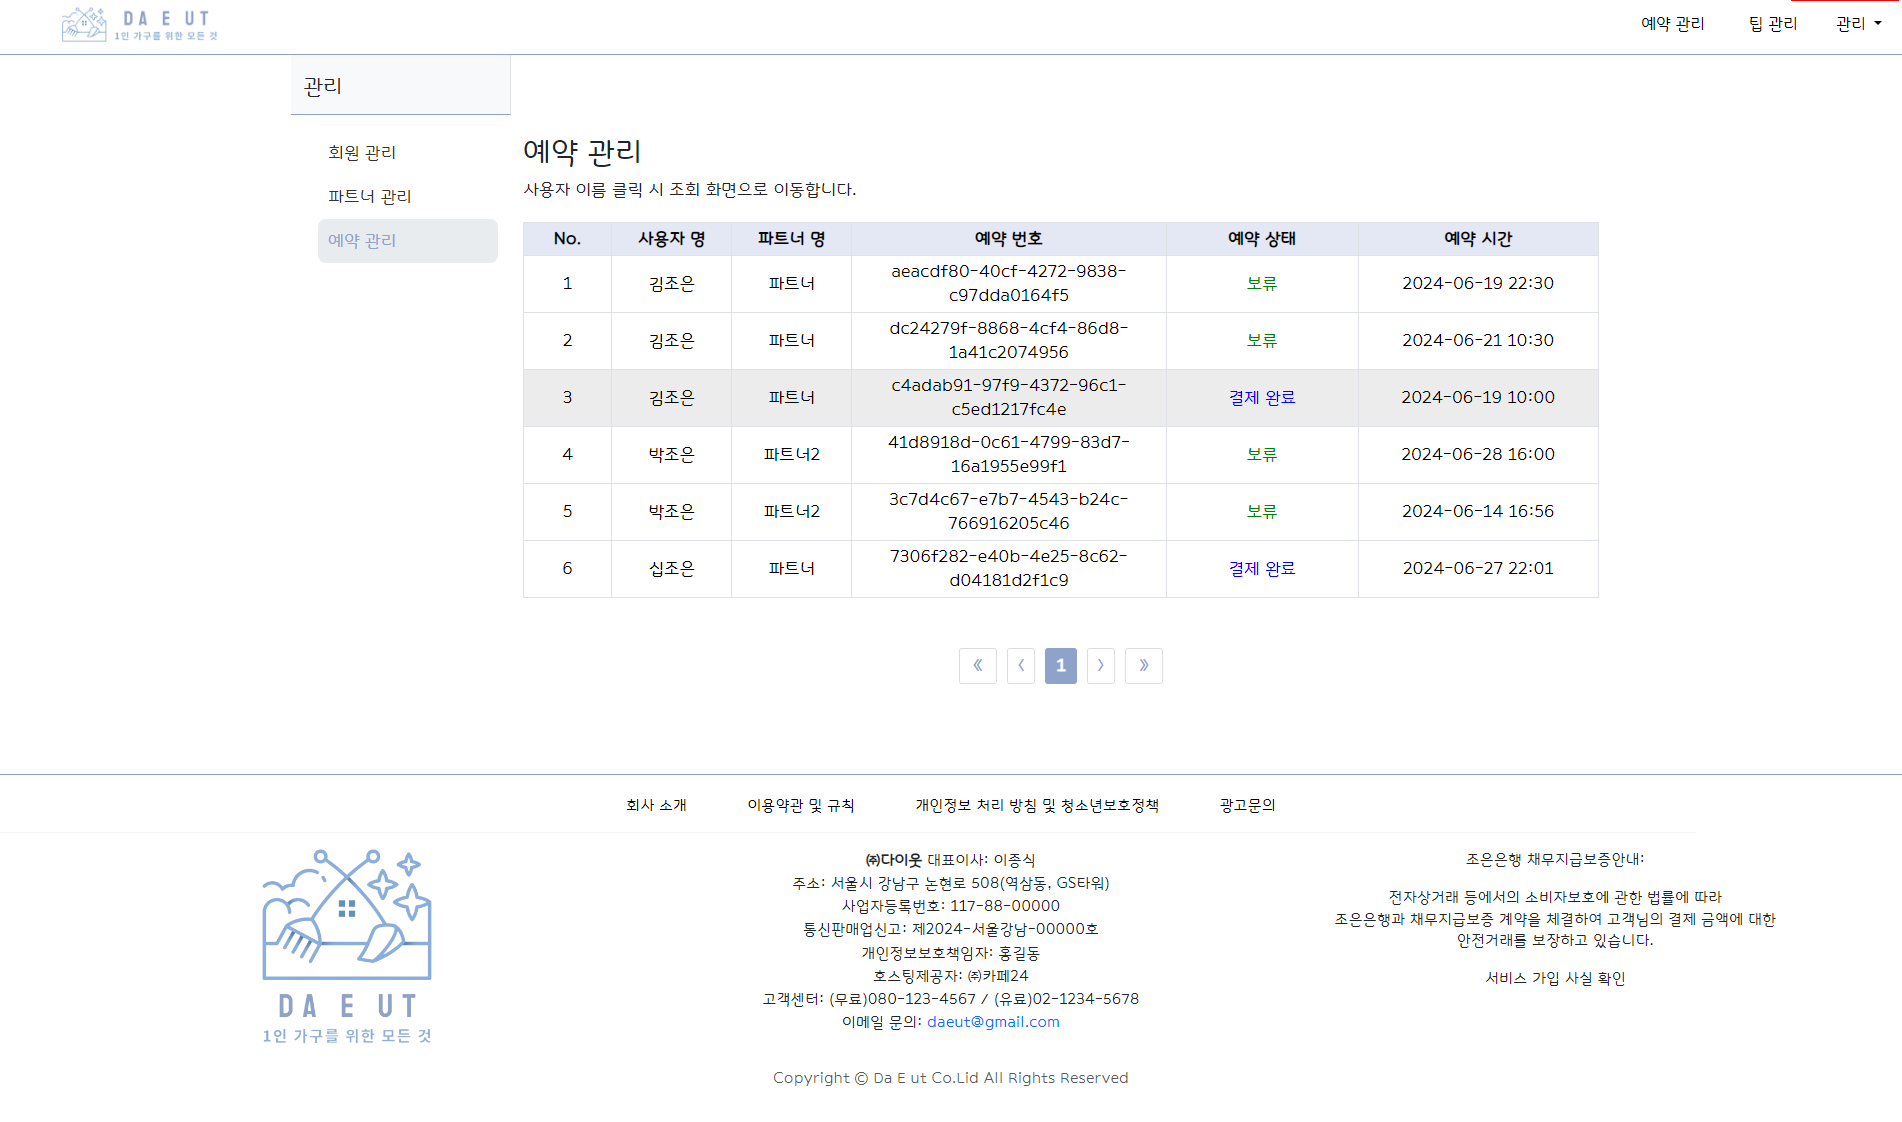 DA E UT
1인 가구를 위한 모든 것
예약 관리
팁 관리
관리
관리
회원 관리
파트너 관리
예약 관리
예약 관리
사용자 이름 클릭 시 조회 화면으로 이동합니다.
No. 사용자 명 파트너 명 예약 번호 예약 상태 예약 시간
1 김조은 파트너 aeacdf80-40cf-4272-9838-
c97dda0164f5 보류 2024-06-19 22:30
2 김조은 파트너 dc24279f-8868-4cf4-86d8-
1a41c2074956 보류 2024-06-21 10:30
3 김조은 파트너 c4adab91-97f9-4372-96c1-
c5ed1217fc4e 결제 완료 2024-06-19 10:00
4 박조은 파트너2 41d8918d-0c61-4799-83d7-
16a1955e99f1 보류 2024-06-28 16:00
5 박조은 파트너2 3c7d4c67-e7b7-4543-b24c-
766916205c46 보류 2024-06-14 16:56
6 십조은 파트너 7306f282-e40b-4e25-8c62-
d04181d2f1c9 결제 완료 2024-06-27 22:01
« ‹ 1 › »
회사 소개
이용약관 및 규칙
개인정보 처리 방침 및 청소년보호정책
광고문의
DA E UT
1인 가구를 위한 모든 것
㈜다이웃 대표이사: 이종식
주소: 서울시 강남구 논현로 508(역삼동, GS타워)
사업자등록번호: 117-88-00000
통신판매업신고: 제2024-서울강남-00000호
개인정보보호책임자: 홍길동
호스팅제공자: ㈜카페24
고객센터: (무료)080-123-4567 / (유료)02-1234-5678
이메일 문의: daeut@gmail.com
조은은행 채무지급보증안내:
전자상거래 등에서의 소비자보호에 관한 법률에 따라
조은은행과 채무지급보증 계약을 체결하여 고객님의 결제 금액에 대한
안전거래를 보장하고 있습니다.
서비스 가입 사실 확인
Copyright © Da E ut Co.Lid All Rights Reserved